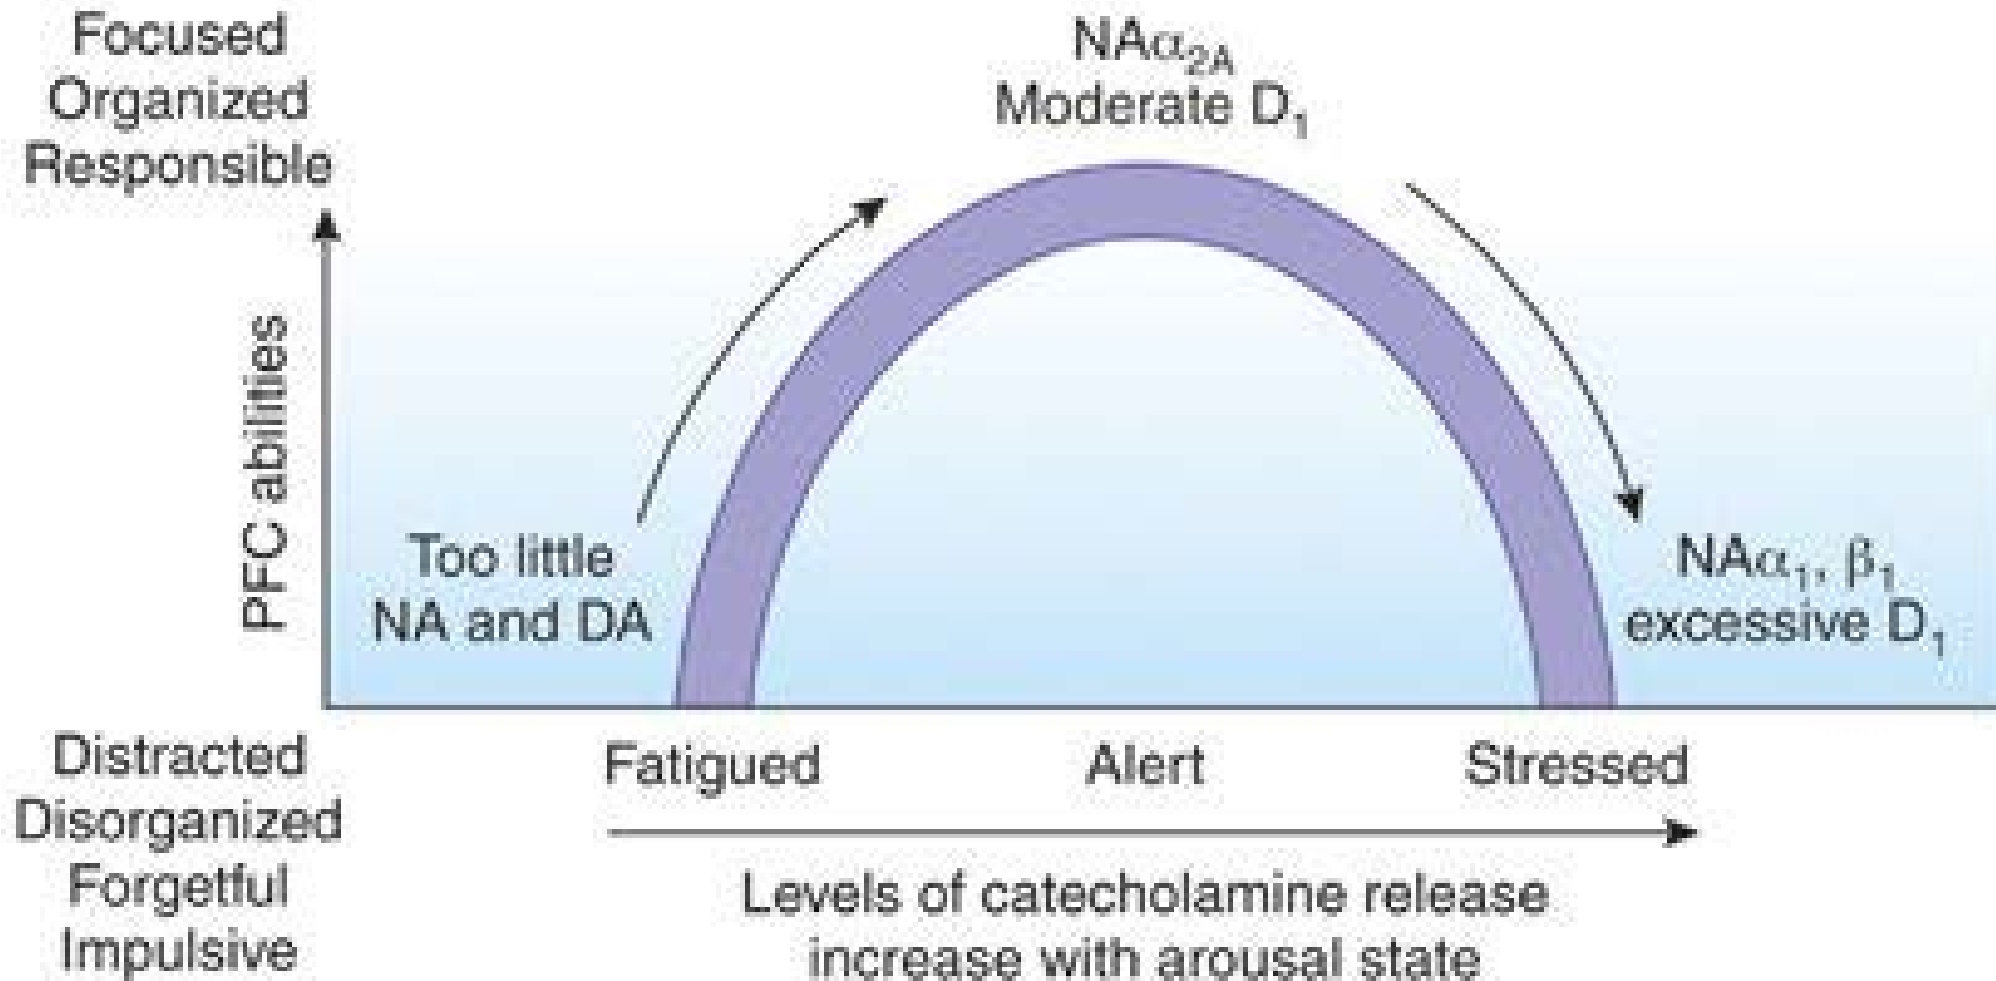 Focused
Organized
Responsible
NAα₂A
Moderate D₁
PFC abilities
Too little
NA and DA
NAα₁, β₁
excessive D₁
Distracted
Disorganized
Forgetful
Impulsive
Fatigued
Alert
Stressed
Levels of catecholamine release
increase with arousal state